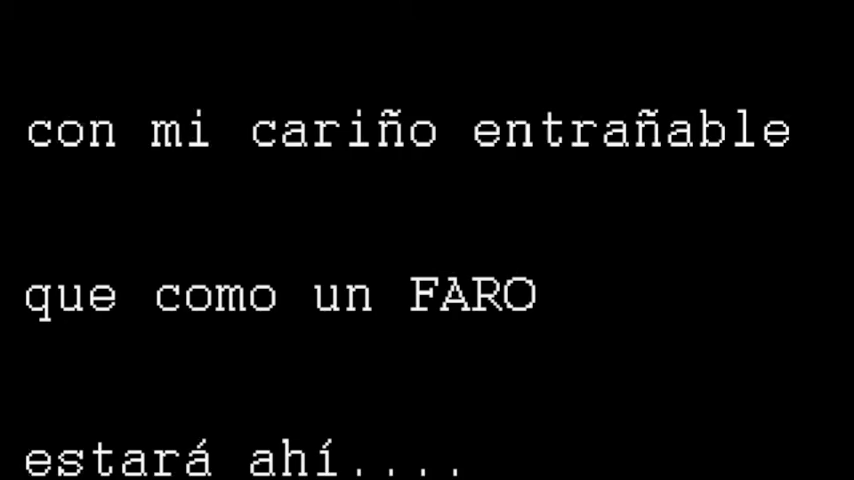 con mi cariño entrañable
que como un FARO
estará ahí....